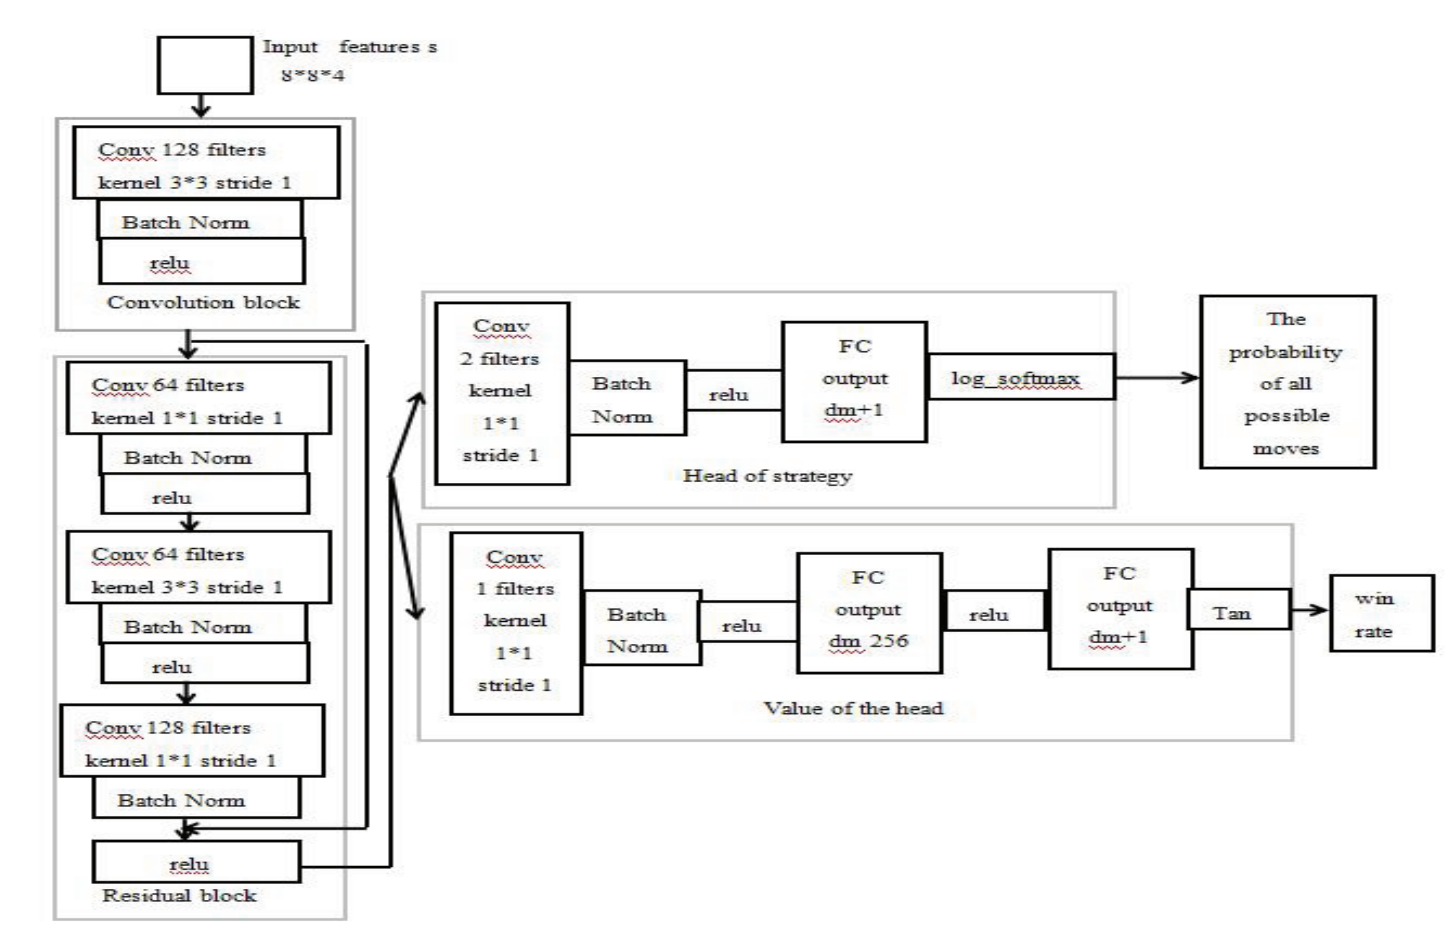 Input features s
8*8*4
Conv 128 filters
kernel 3*3 stride 1
Batch Norm
relu
Convolution block
Conv 64 filters
kernel 1*1 stride 1
Batch Norm
relu
Conv 64 filters
kernel 3*3 stride 1
Batch Norm
relu
Conv 128 filters
kernel 1*1 stride 1
Batch Norm
relu
Residual block
Conv
2 filters
kernel
1*1
stride 1
Batch
Norm
relu
FC
output
dm+1
log_softmax
Head of strategy
The
probability
of all
possible
moves
Conv
1 filters
kernel
1*1
stride 1
Batch
Norm
relu
FC
output
dm 256
relu
FC
output
dm+1
Tan
Value of the head
win
rate